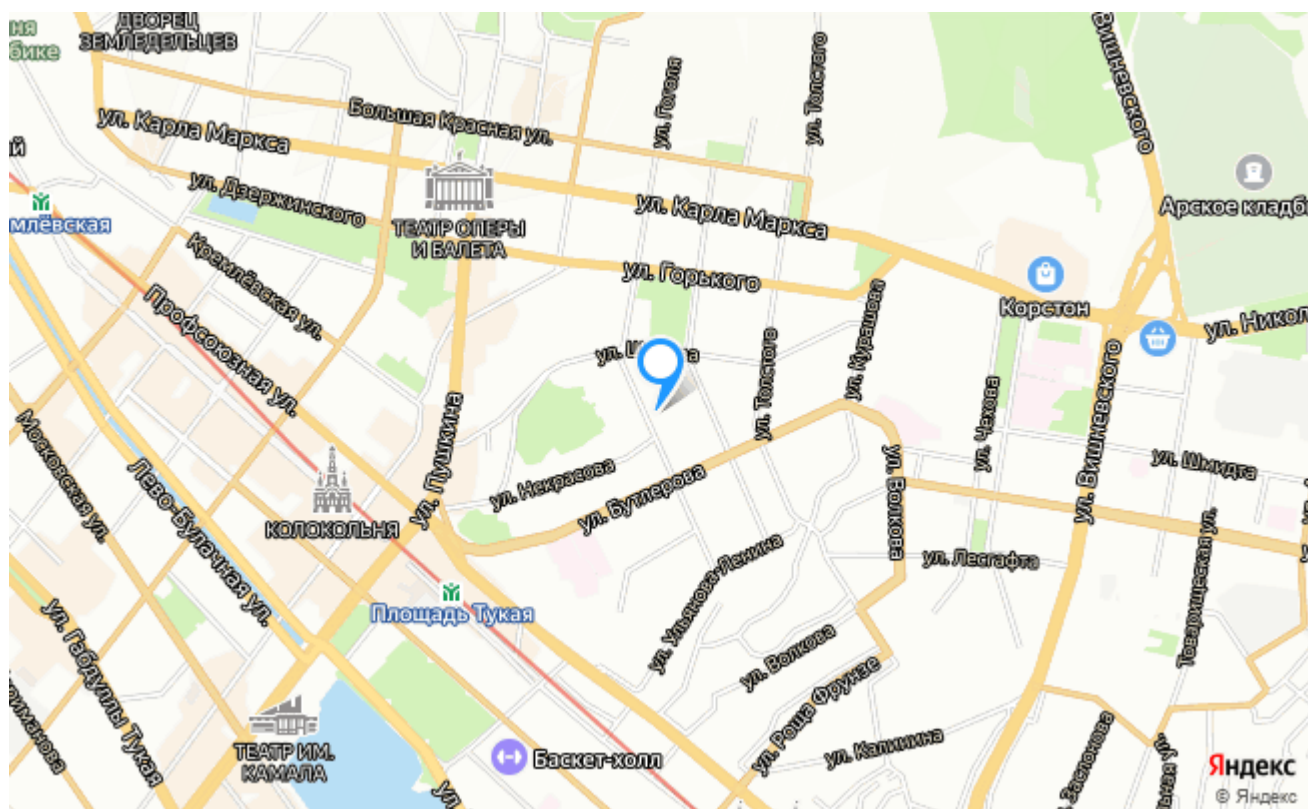 ДВОРЕЦ
ЗЕМЛЕДЕЛЬЦЕВ
Вишневского
ул. Гоголя
ул. Толстого
Большая Красная ул.
ул. Карла Маркса
ул. Дзержинского
Арское кладб
ТЕАТР ОПЕРЫ
И БАЛЕТА
ул. Карла Маркса
млёвская
Кремлёвская ул.
ул. Горького
Корстон
Профсоюзная ул.
ул. Курашова
ул. Никол
ул. Толстого
ул. Пушкина
ул. Чехова
ул. Вишневского
ул. Шмидта
Московская ул.
Лево-Булачная ул.
ул. Некрасова
ул. Бутлерова
ул. Волкова
КОЛОКОЛЬНЯ
ул. Лесгафта
Товарищеская ул.
Площадь Тукая
ул. Ульянова-Ленина
ул. Габдуллы Тукая
ул. Волкова
ул. Роща Фрунзе
ул. Калинина
ТЕАТР ИМ.
КАМАЛА
Баскет-холл
ул.
Заслонова
Яндекс
© Яндекс